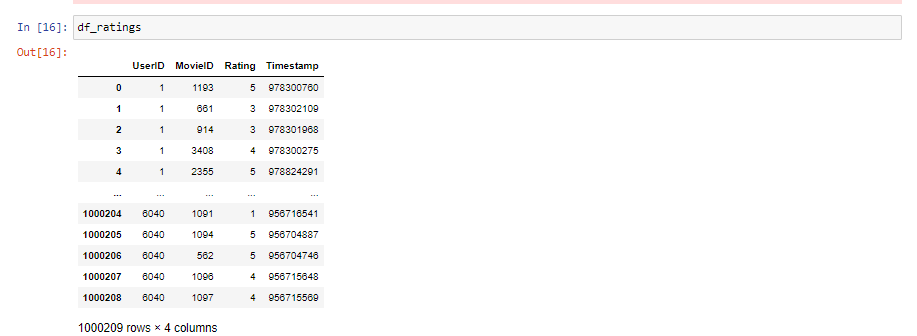 In [16]: df_ratings
Out[16]:
UserID MovieID Rating Timestamp
0 1 1193 5 978300760
1 1 661 3 978302109
2 1 914 3 978301968
3 1 3408 4 978300275
4 1 2355 5 978824291
... ... ... ... ...
1000204 6040 1091 1 956716541
1000205 6040 1094 5 956704887
1000206 6040 562 5 956704746
1000207 6040 1096 4 956715648
1000208 6040 1097 4 956715569
1000209 rows × 4 columns